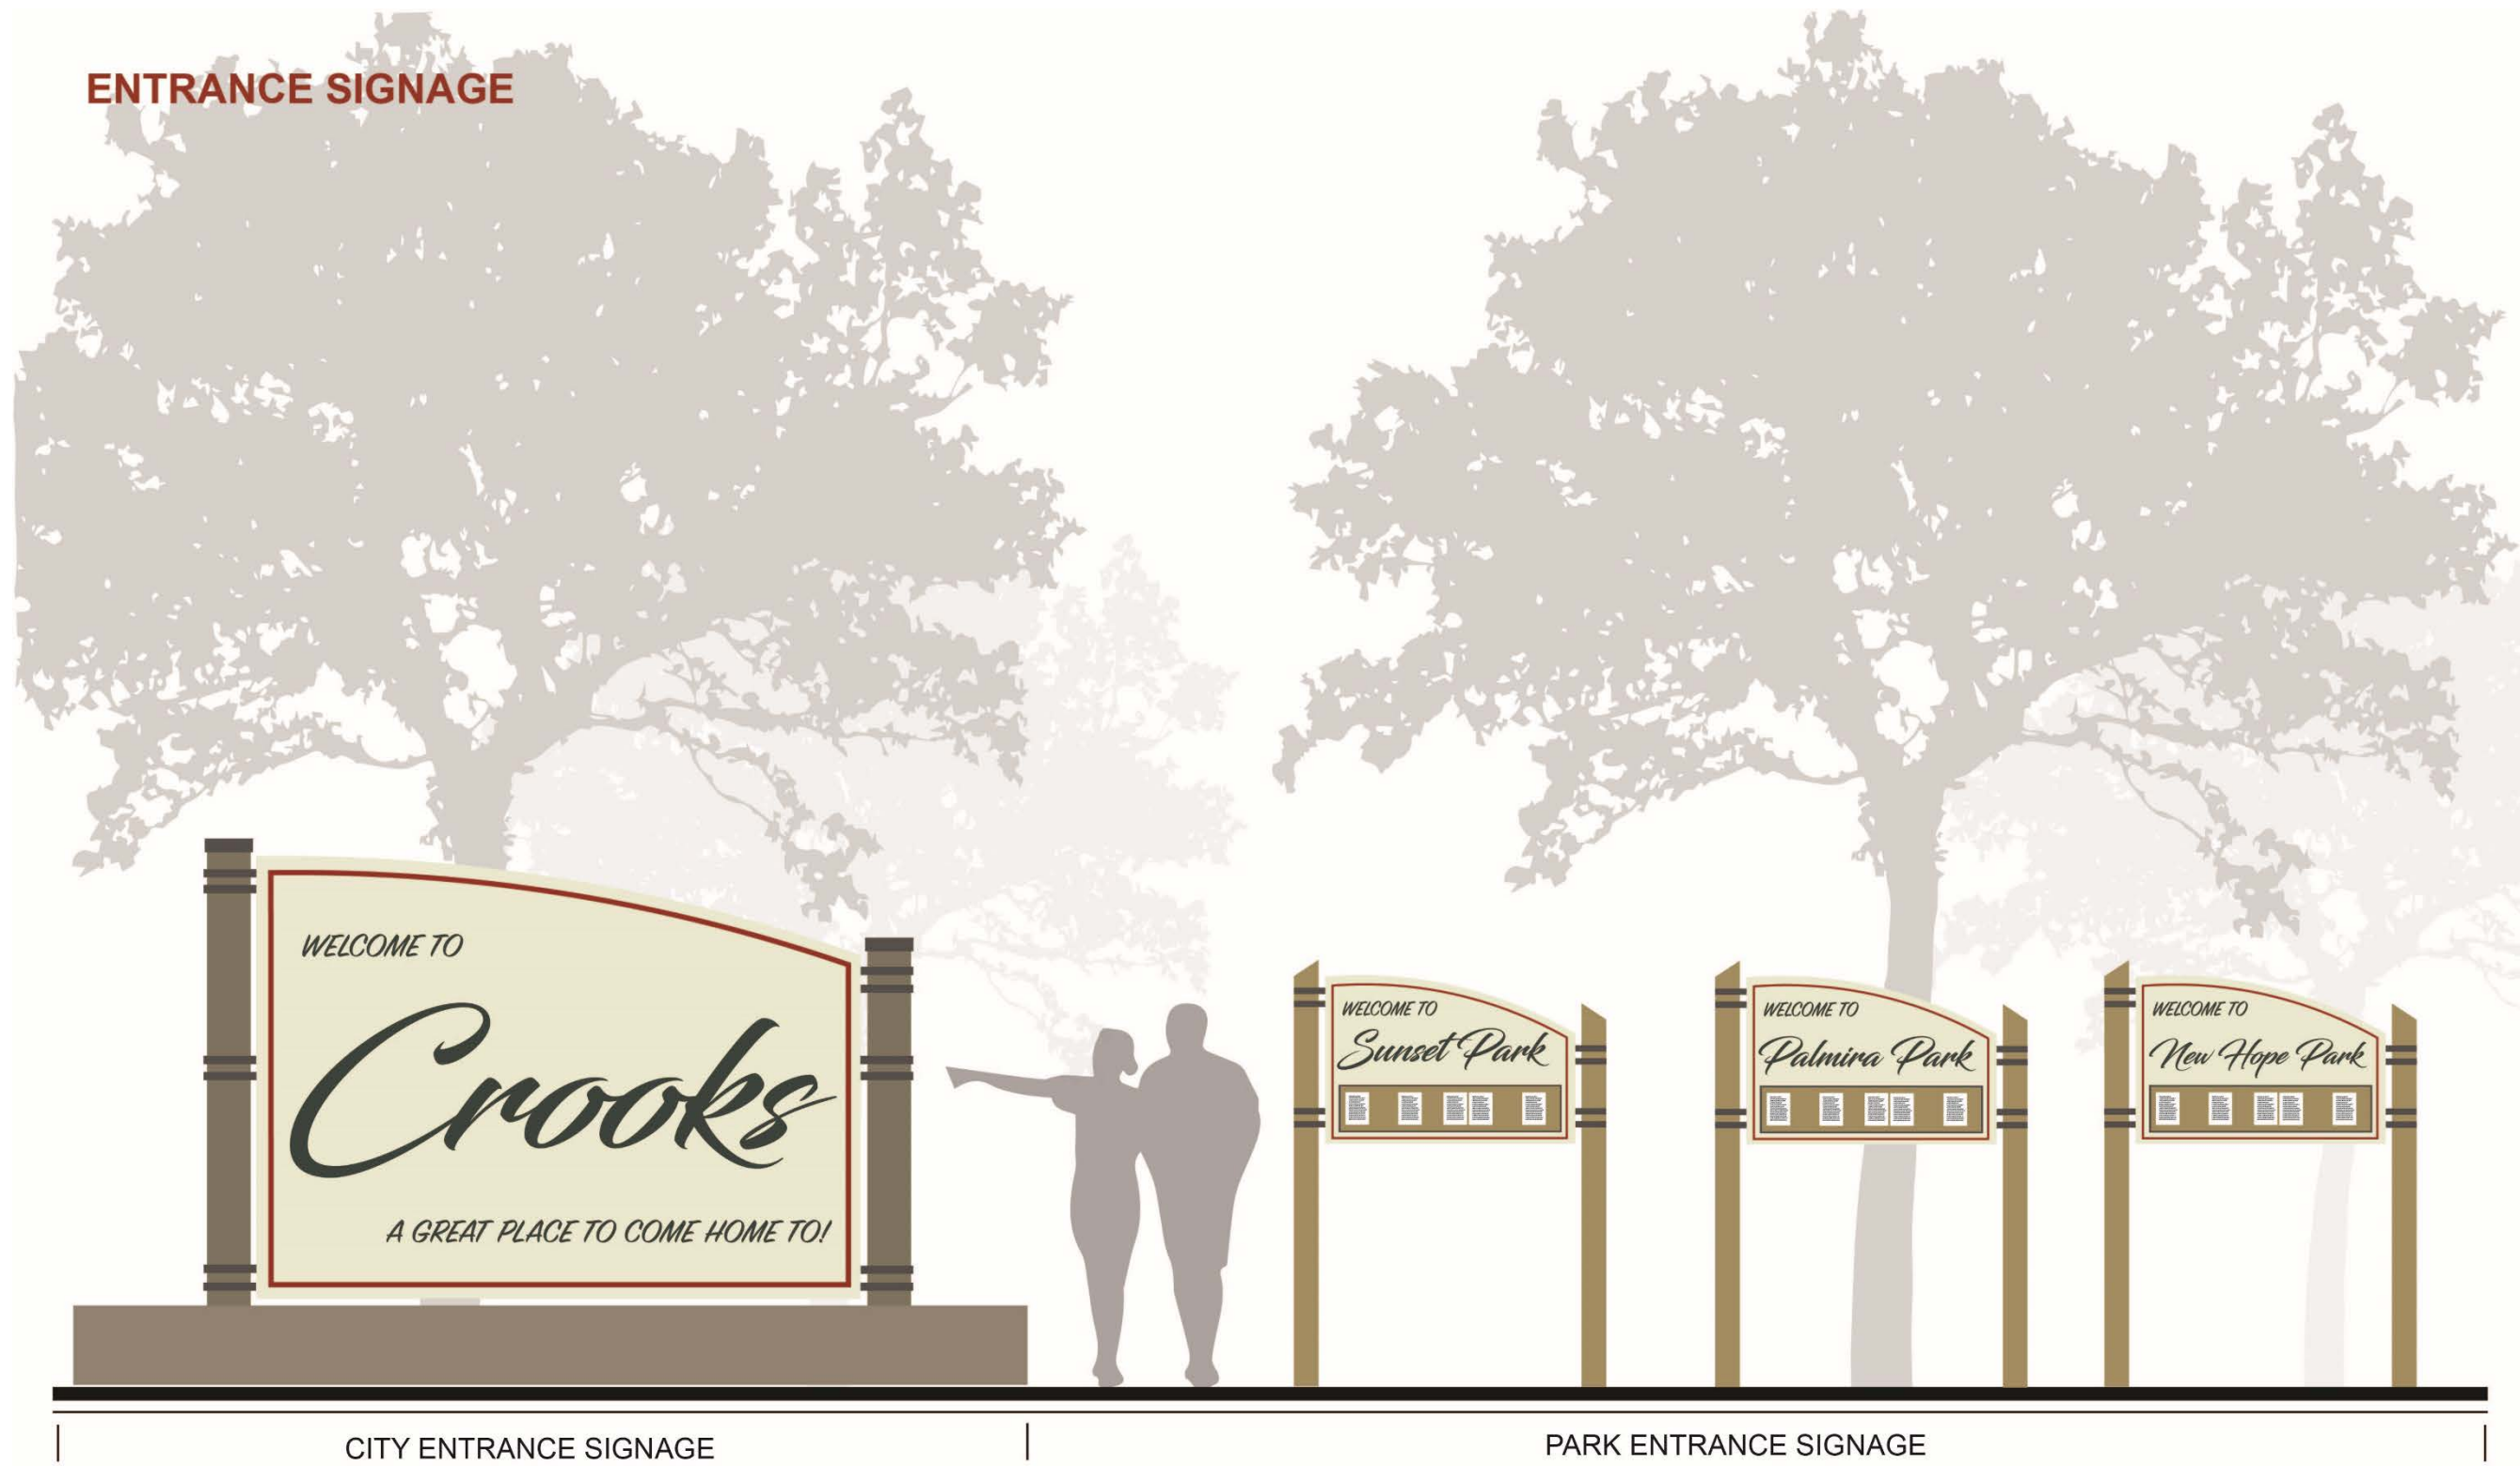 ENTRANCE SIGNAGE
WELCOME TO
Crooks
A GREAT PLACE TO COME HOME TO!
WELCOME TO
Sunset Park
WELCOME TO
Palmira Park
WELCOME TO
New Hope Park
CITY ENTRANCE SIGNAGE
PARK ENTRANCE SIGNAGE